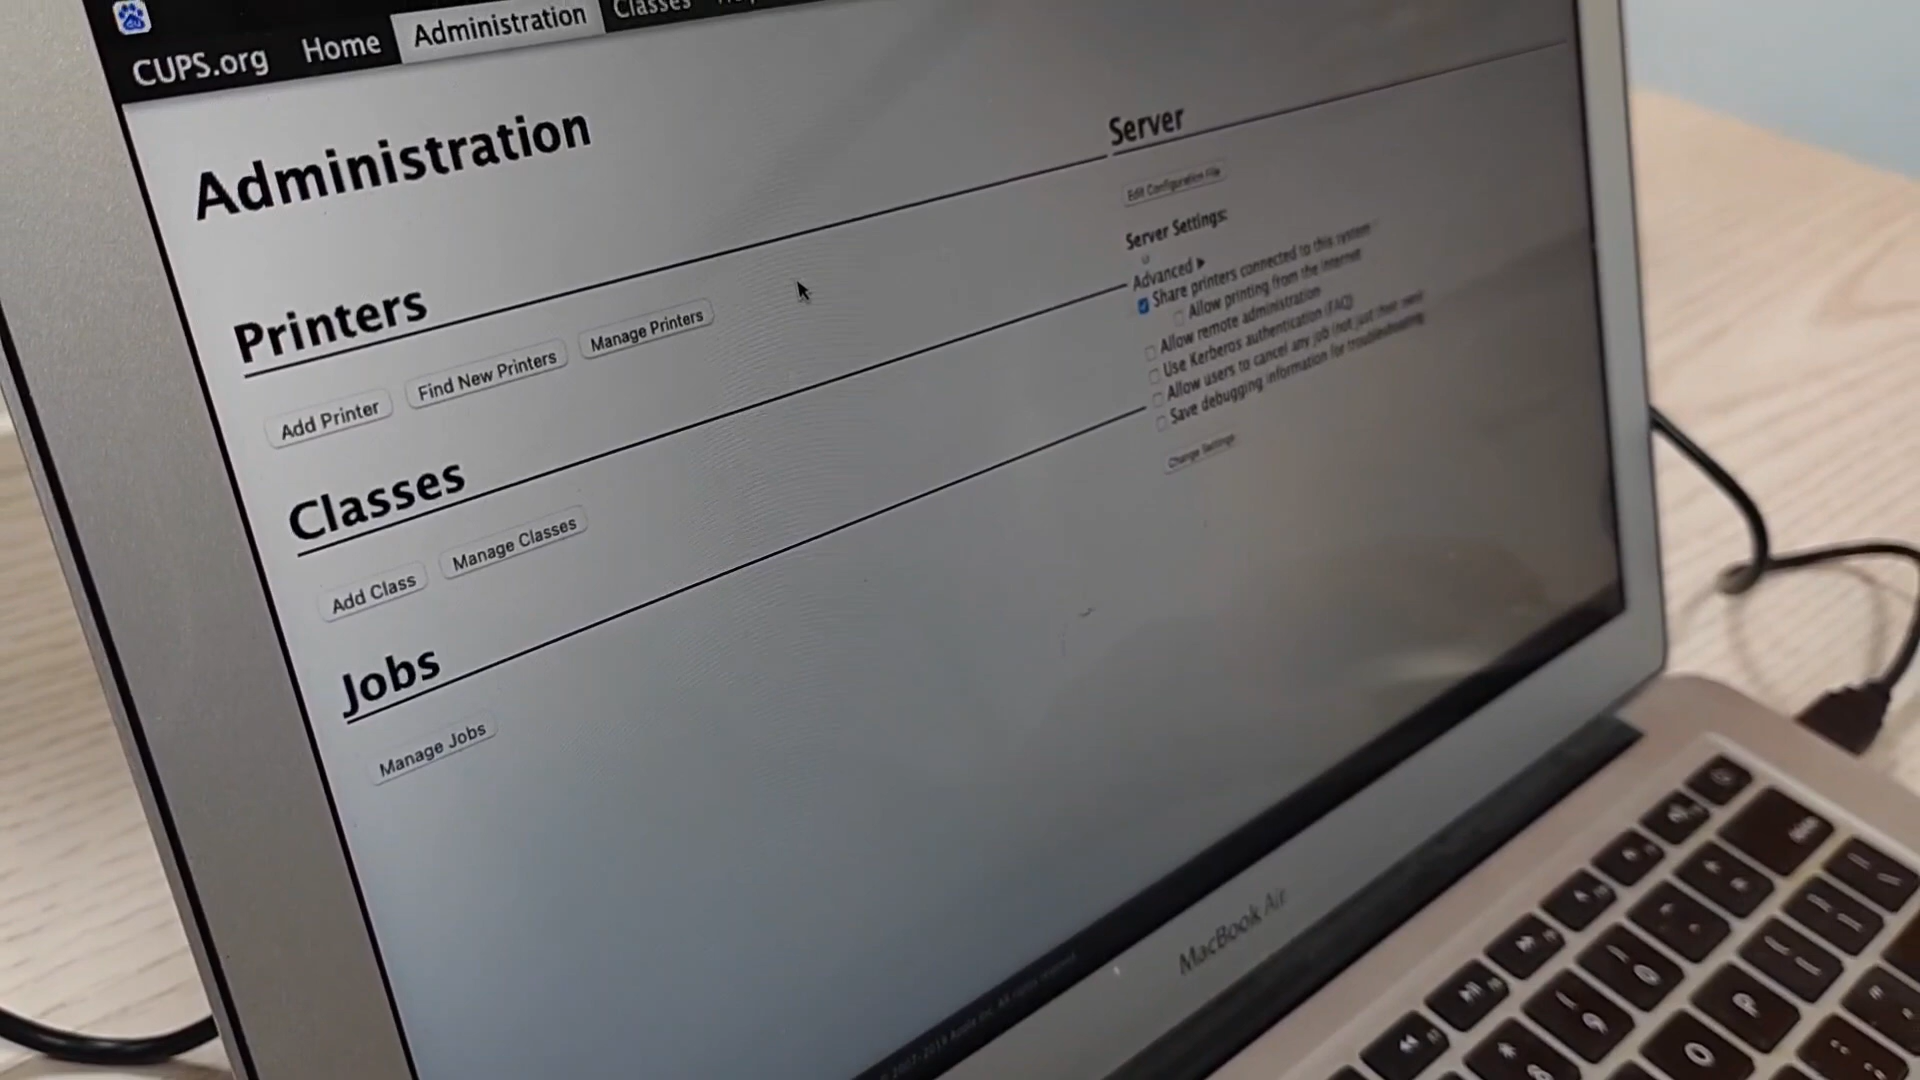 CUPS.org Home Administration Classes
Administration
Printers
Add Printer Find New Printers Manage Printers
Classes
Add Class Manage Classes
Jobs
Manage Jobs
Server
Edit Configuration File
Server Settings:
Advanced ▶
Share printers connected to this system
Allow printing from the internet
Allow remote administration
Use Kerberos authentication (FAQ)
Allow users to cancel any job (not just their own)
Save debugging information for troubleshooting
Change Settings
MacBook Air